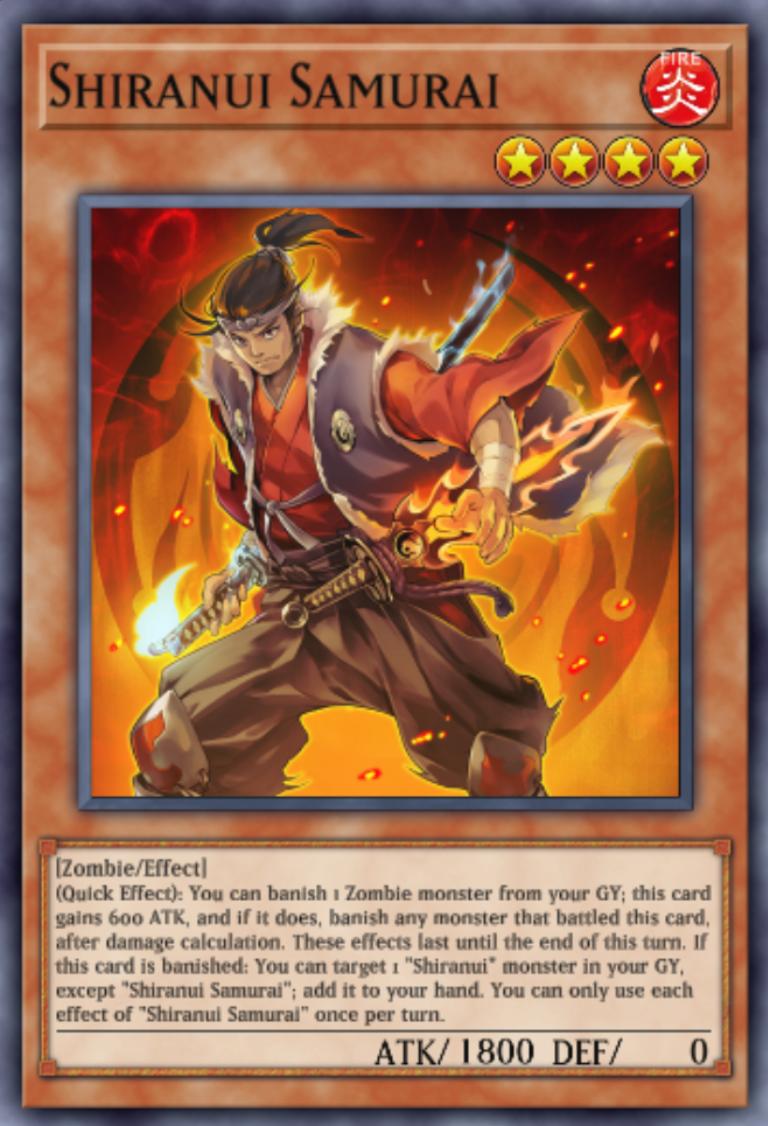 Shiranui Samurai
FIRE
炎
[Zombie/Effect]
(Quick Effect): You can banish 1 Zombie monster from your GY; this card
gains 600 ATK, and if it does, banish any monster that battled this card,
after damage calculation. These effects last until the end of this turn. If
this card is banished: You can target 1 "Shiranui" monster in your GY,
except "Shiranui Samurai"; add it to your hand. You can only use each
effect of "Shiranui Samurai" once per turn.
ATK/ 1800 DEF/ 0